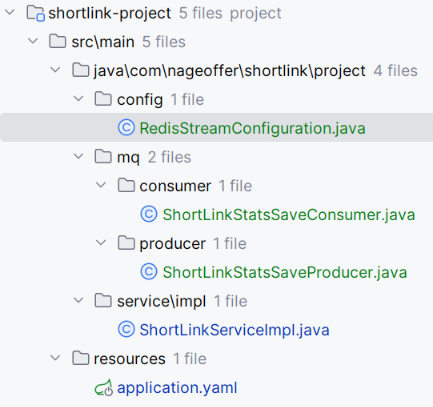 shortlink-project 5 files project
src\main 5 files
java\com\nageoffer\shortlink\project 4 files
config 1 file
RedisStreamConfiguration.java
mq 2 files
consumer 1 file
ShortLinkStatsSaveConsumer.java
producer 1 file
ShortLinkStatsSaveProducer.java
service\impl 1 file
ShortLinkServiceImpl.java
resources 1 file
application.yaml